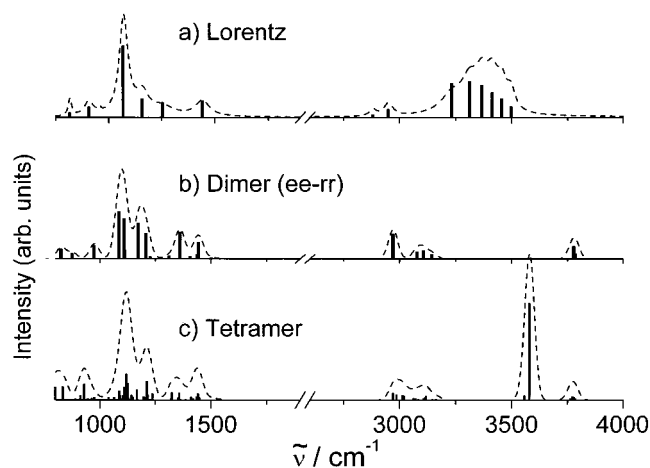 a) Lorentz
b) Dimer (ee-rr)
c) Tetramer
Intensity (arb. units)
1000 1500 3000 3500 4000
ν̃ / cm⁻¹